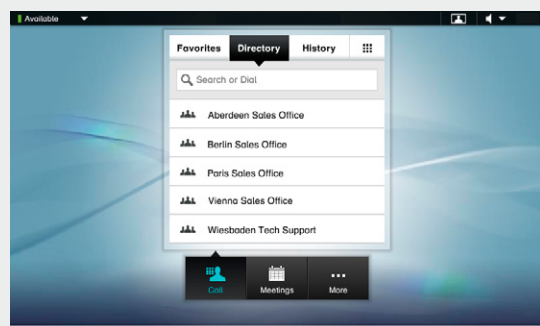 Available
Favorites Directory History
Search or Dial
Aberdeen Sales Office
Berlin Sales Office
Paris Sales Office
Vienna Sales Office
Wiesbaden Tech Support
Call Meetings More